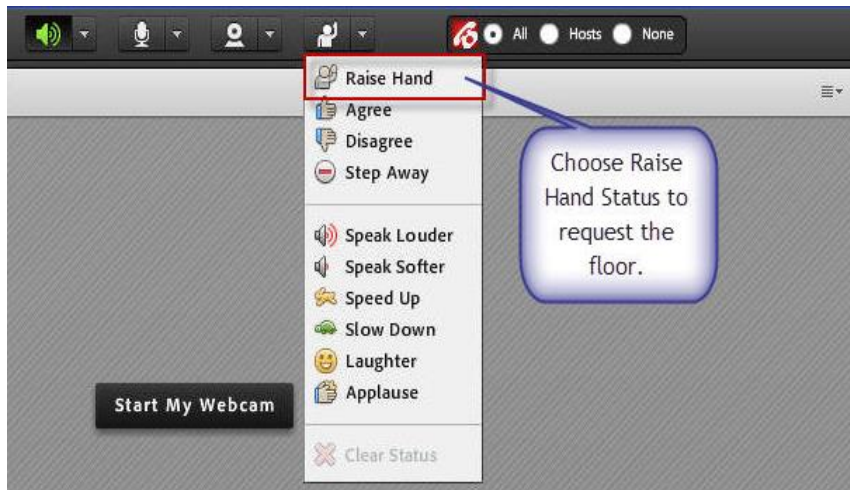 All Hosts None
Raise Hand
Agree
Disagree
Step Away
Choose Raise
Hand Status to
request the
floor.
Speak Louder
Speak Softer
Speed Up
Slow Down
Laughter
Applause
Start My Webcam
Clear Status